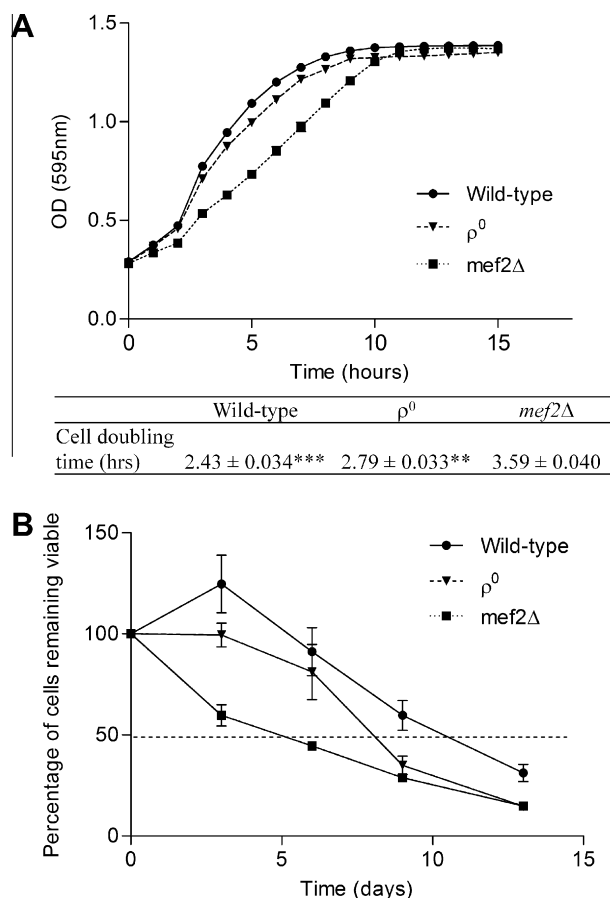 A
1.5
1.0
0.5
0.0
OD (595nm)
Wild-type
ρ⁰
mef2Δ
0 5 10 15
Time (hours)
Wild-type ρ⁰ mef2Δ
Cell doubling
time (hrs) 2.43 ± 0.034*** 2.79 ± 0.033** 3.59 ± 0.040
B
150
100
50
0
Percentage of cells remaining viable
Wild-type
ρ⁰
mef2Δ
0 5 10 15
Time (days)